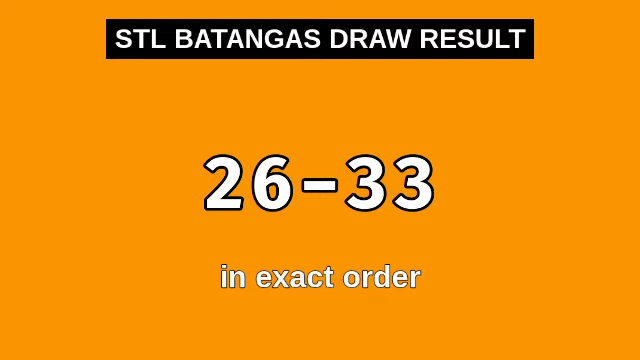 STL BATANGAS DRAW RESULT
26-33
in exact order